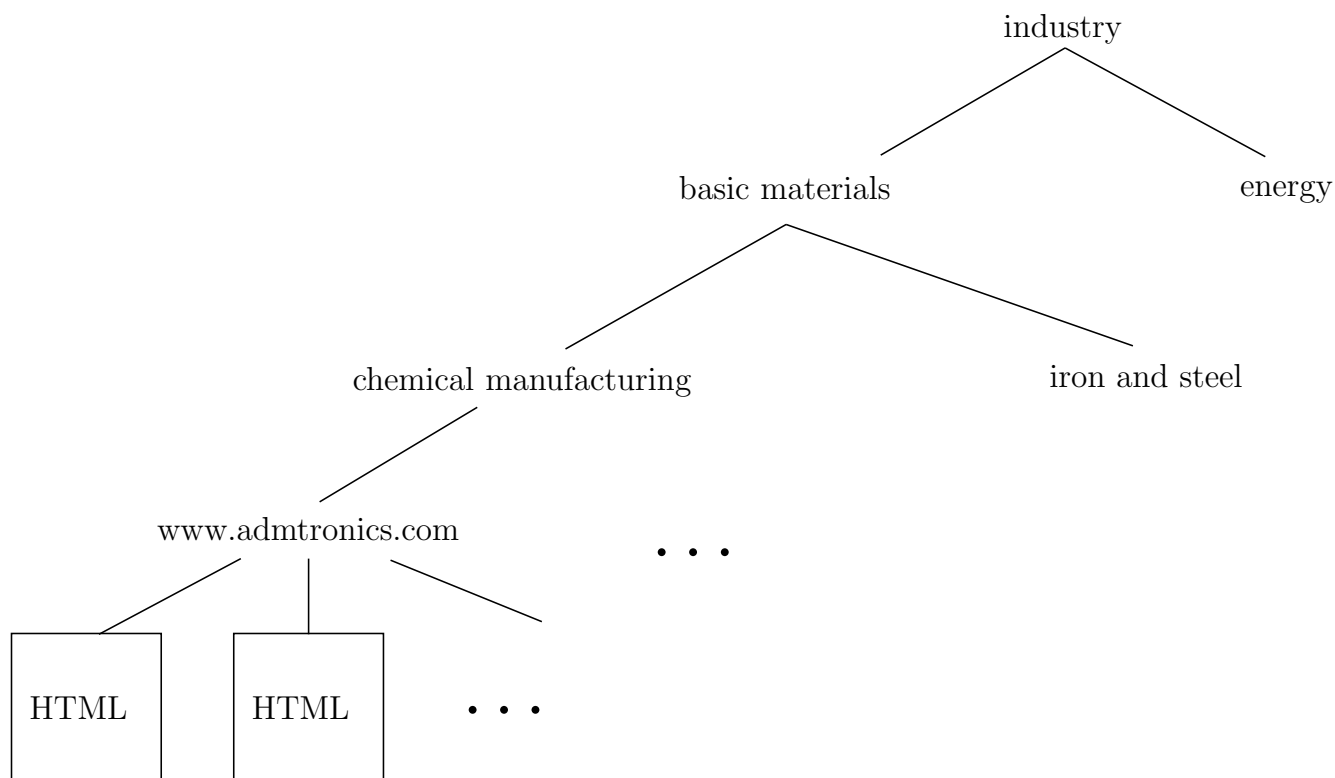 industry
basic materials
energy
chemical manufacturing
iron and steel
www.admtronics.com
. . .
HTML
HTML
. . .